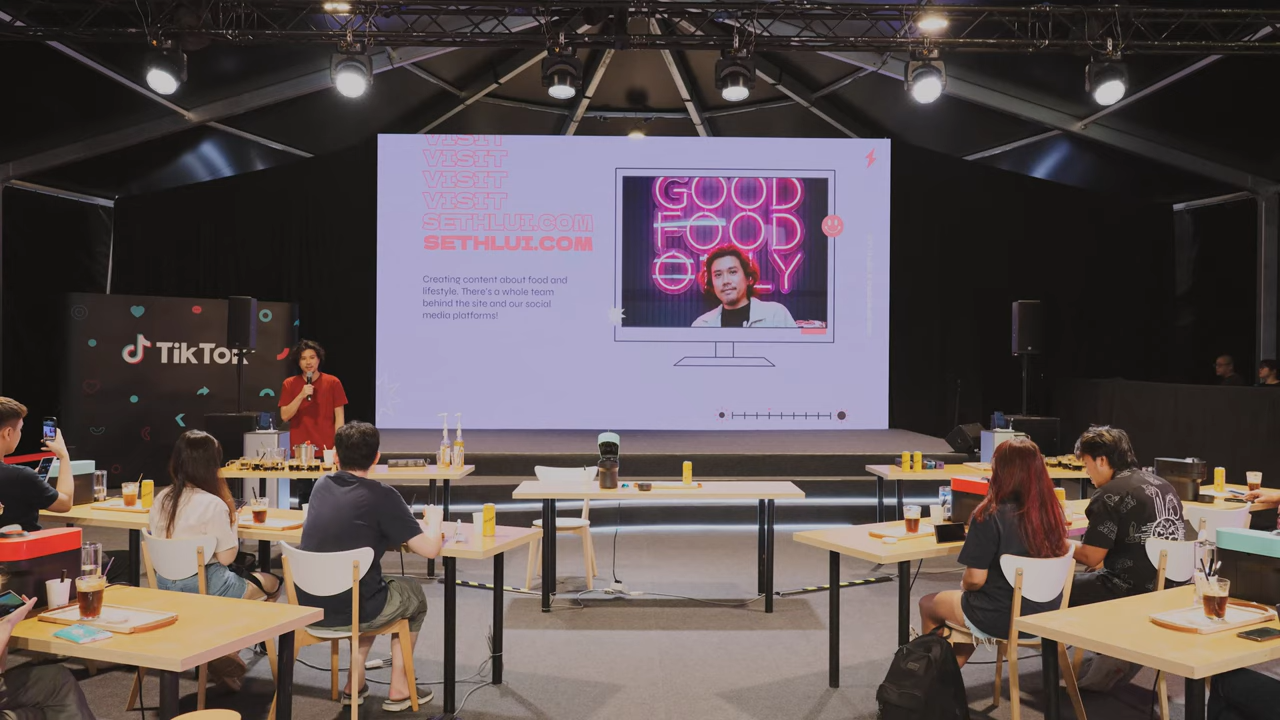 VISIT
VISIT
VISIT
VISIT
SETHLUI.COM
SETHLUI.COM
Creating content about food and
lifestyle. There's a whole team
behind the site and our social
media platforms!
GOOD
FOOD
ONLY
TikTok